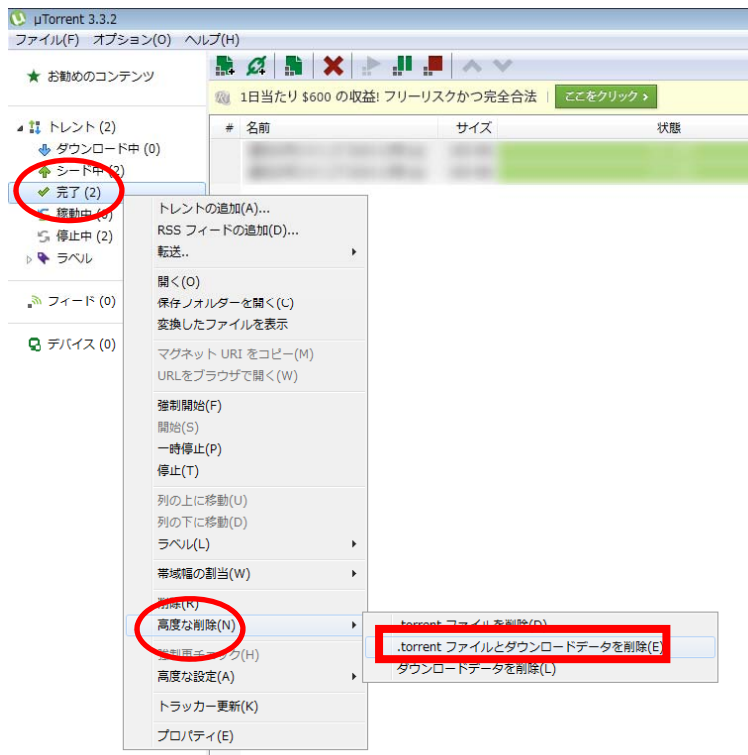 µTorrent 3.3.2
ファイル(F) オプション(O) ヘルプ(H)
★ お勧めのコンテンツ
1日当たり $600 の収益! フリーリスクかつ完全合法 | ここをクリック >
# 名前 サイズ 状態
トレント (2)
ダウンロード中 (0)
シード中 (2)
完了 (2)
稼動中 (0)
停止中 (2)
ラベル
フィード (0)
デバイス (0)
トレントの追加(A)...
RSS フィードの追加(D)...
転送..
開く(O)
保存フォルダーを開く(C)
変換したファイルを表示
マグネット URI をコピー(M)
URLをブラウザで開く(W)
強制開始(F)
開始(S)
一時停止(P)
停止(T)
列の上に移動(U)
列の下に移動(D)
ラベル(L)
帯域幅の割当(W)
削除(R)
高度な削除(N)
.torrent ファイルを削除(D)
.torrent ファイルとダウンロードデータを削除(E)
ダウンロードデータを削除(L)
強制再チェック(H)
高度な設定(A)
トラッカー更新(K)
プロパティ(E)